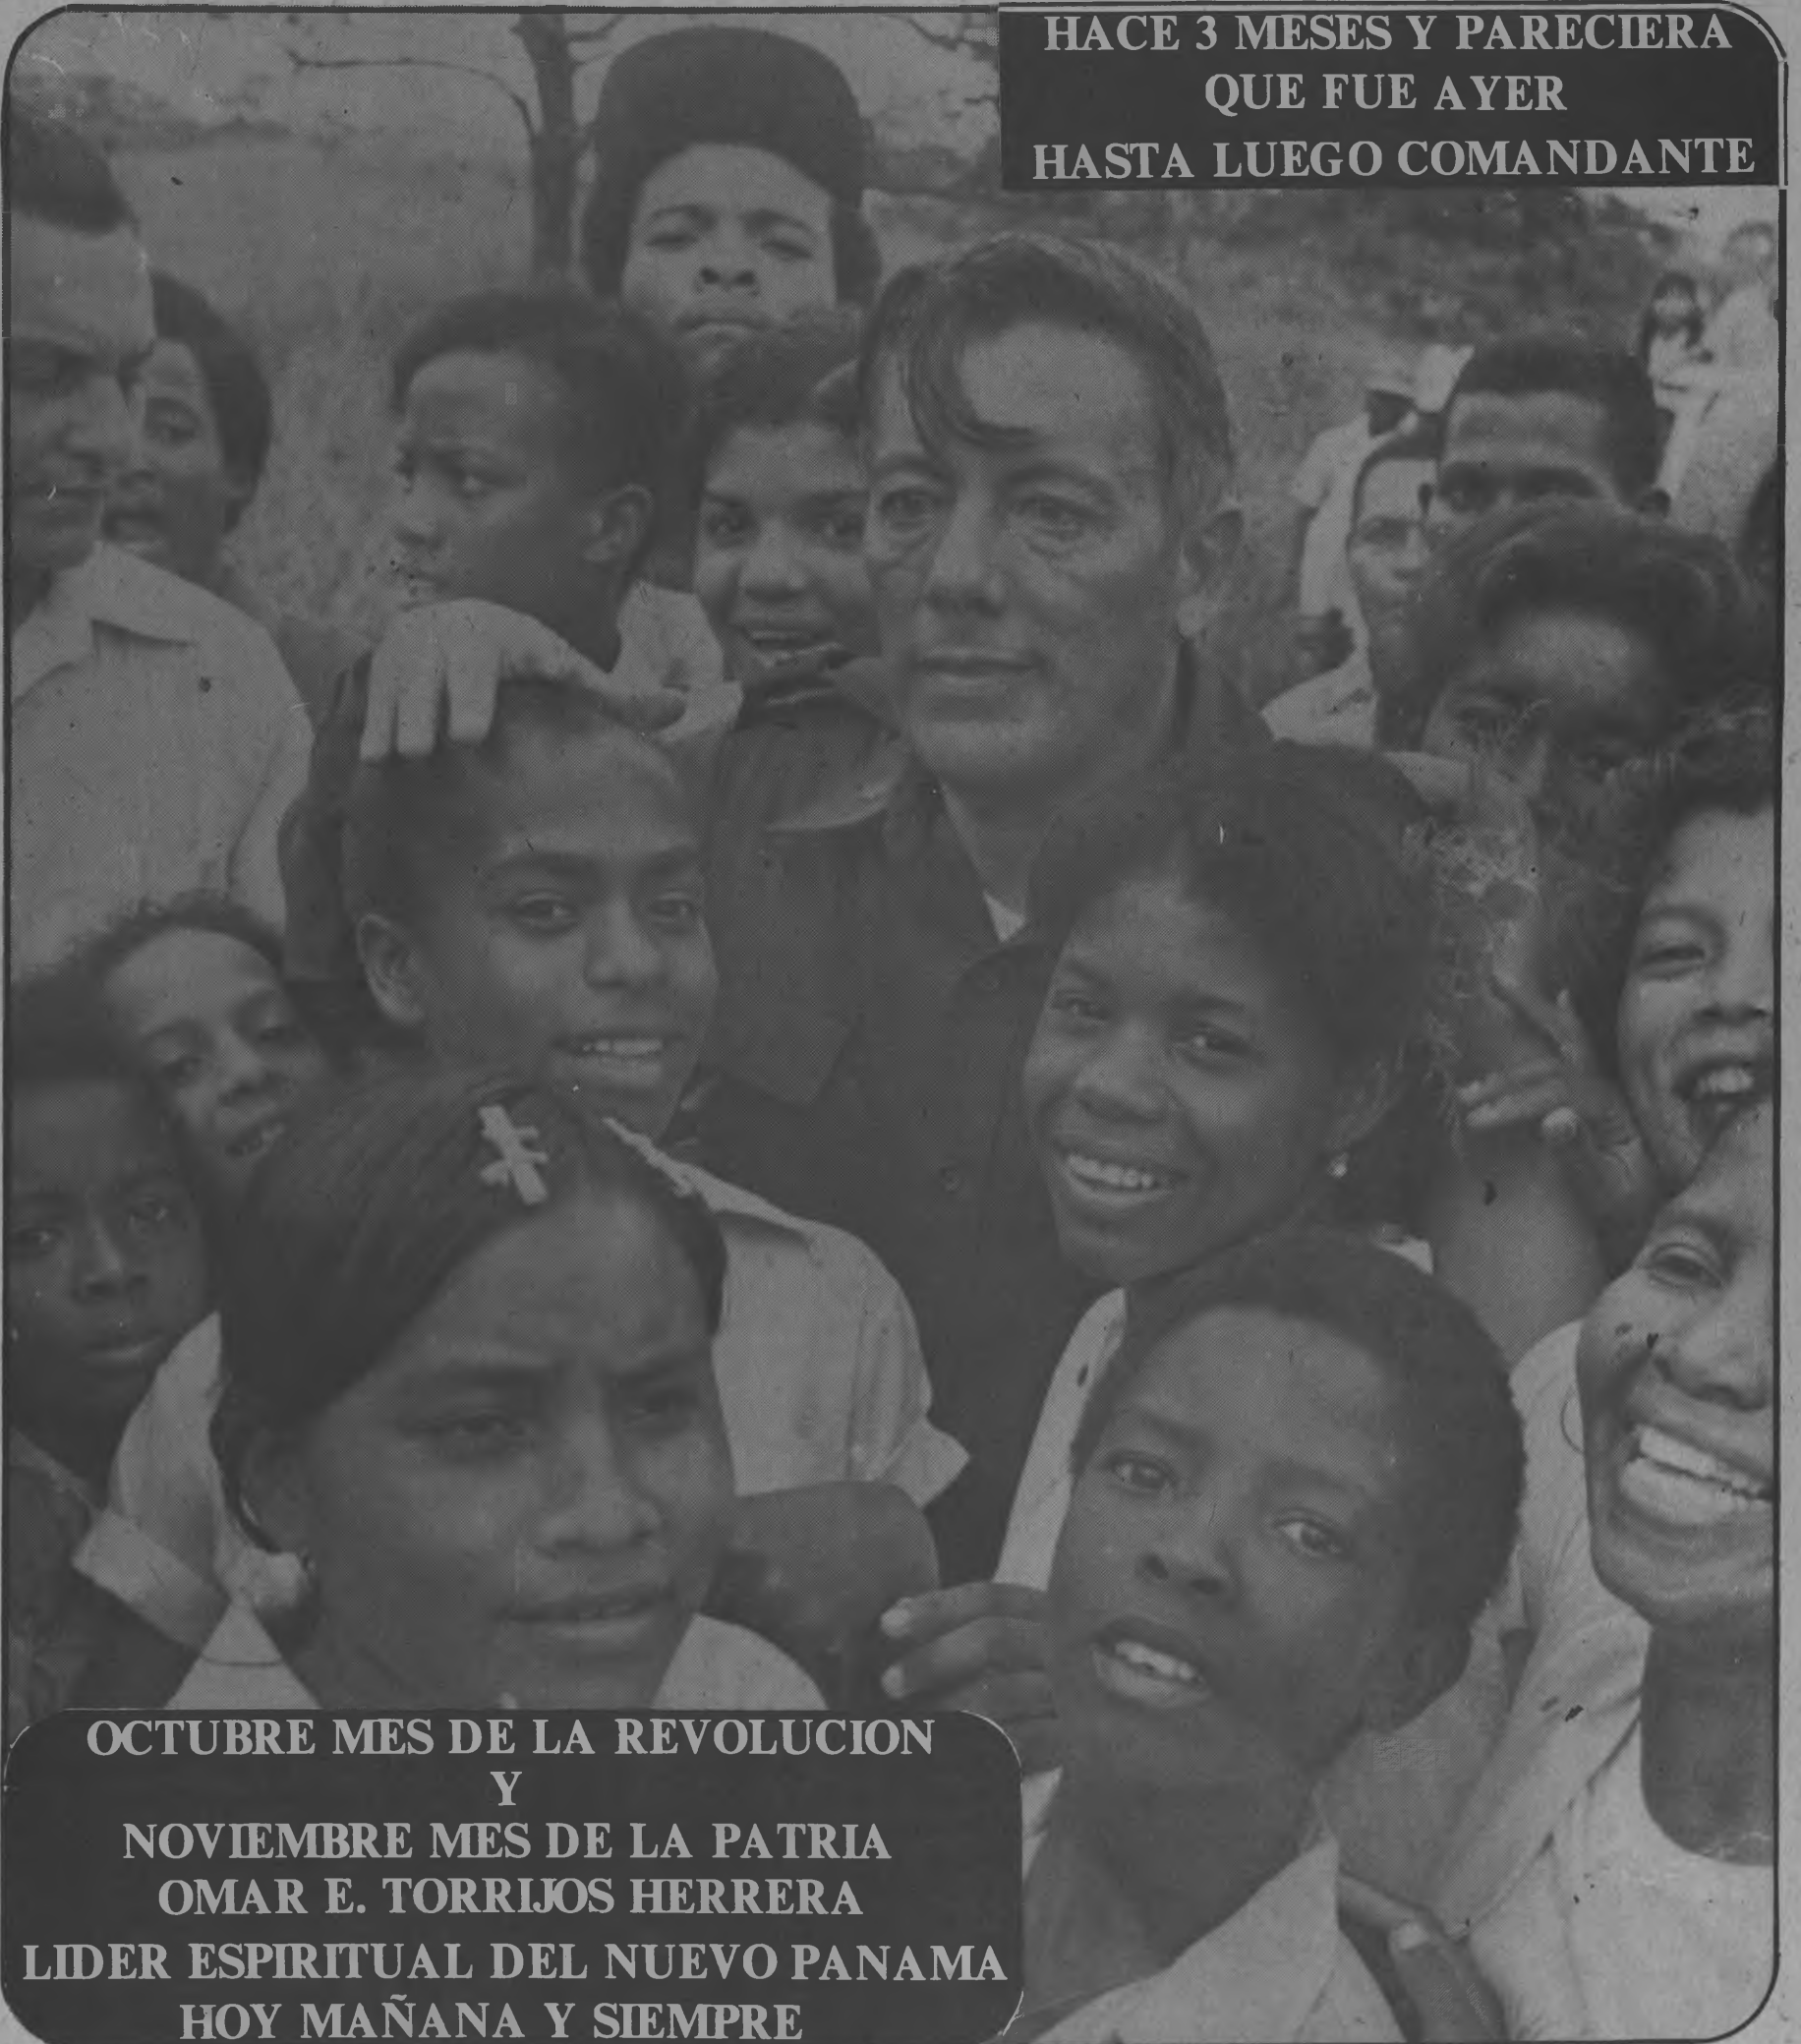 HACE 3 MESES Y PARECIERA
QUE FUE AYER
HASTA LUEGO COMANDANTE
OCTUBRE MES DE LA REVOLUCION
Y
NOVIEMBRE MES DE LA PATRIA
OMAR E. TORRIJOS HERRERA
LIDER ESPIRITUAL DEL NUEVO PANAMA
HOY MAÑANA Y SIEMPRE